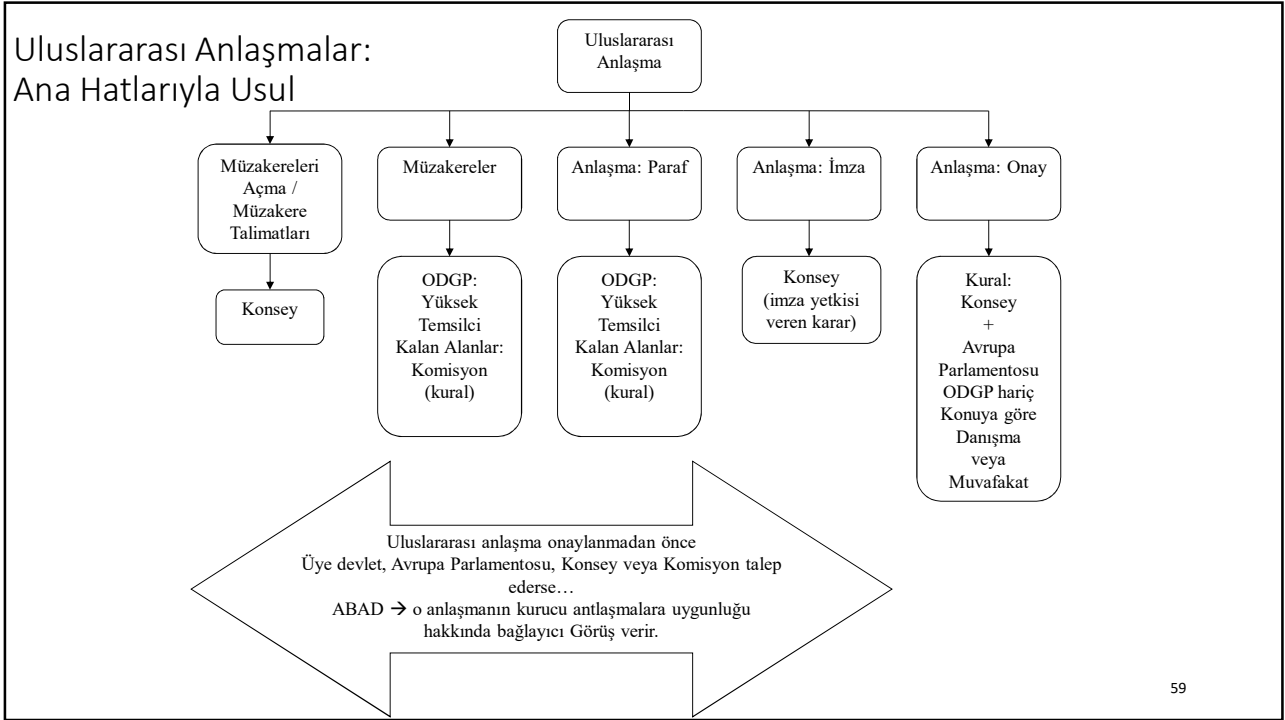 Uluslararası Anlaşmalar:
Ana Hatlarıyla Usul
Uluslararası
Anlaşma
Müzakereleri
Açma /
Müzakere
Talimatları
Müzakereler
Anlaşma: Paraf
Anlaşma: İmza
Anlaşma: Onay
Konsey
ODGP:
Yüksek
Temsilci
Kalan Alanlar:
Komisyon
(kural)
ODGP:
Yüksek
Temsilci
Kalan Alanlar:
Komisyon
(kural)
Konsey
(imza yetkisi
veren karar)
Kural:
Konsey
+
Avrupa
Parlamentosu
ODGP hariç
Konuya göre
Danışma
veya
Muvafakat
Uluslararası anlaşma onaylanmadan önce
Üye devlet, Avrupa Parlamentosu, Konsey veya Komisyon talep
ederse…
ABAD → o anlaşmanın kurucu antlaşmalara uygunluğu
hakkında bağlayıcı Görüş verir.
59